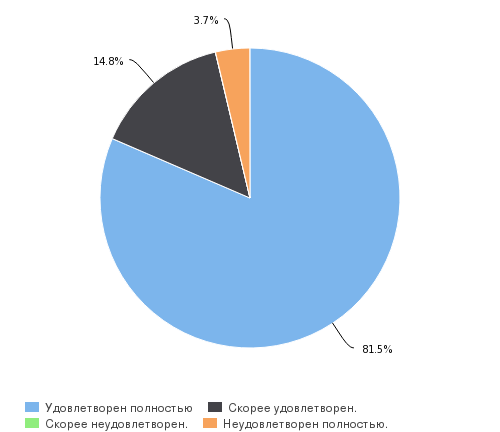 3.7%
14.8%
81.5%
Удовлетворен полностью Скорее удовлетворен.
Скорее неудовлетворен. Неудовлетворен полностью.